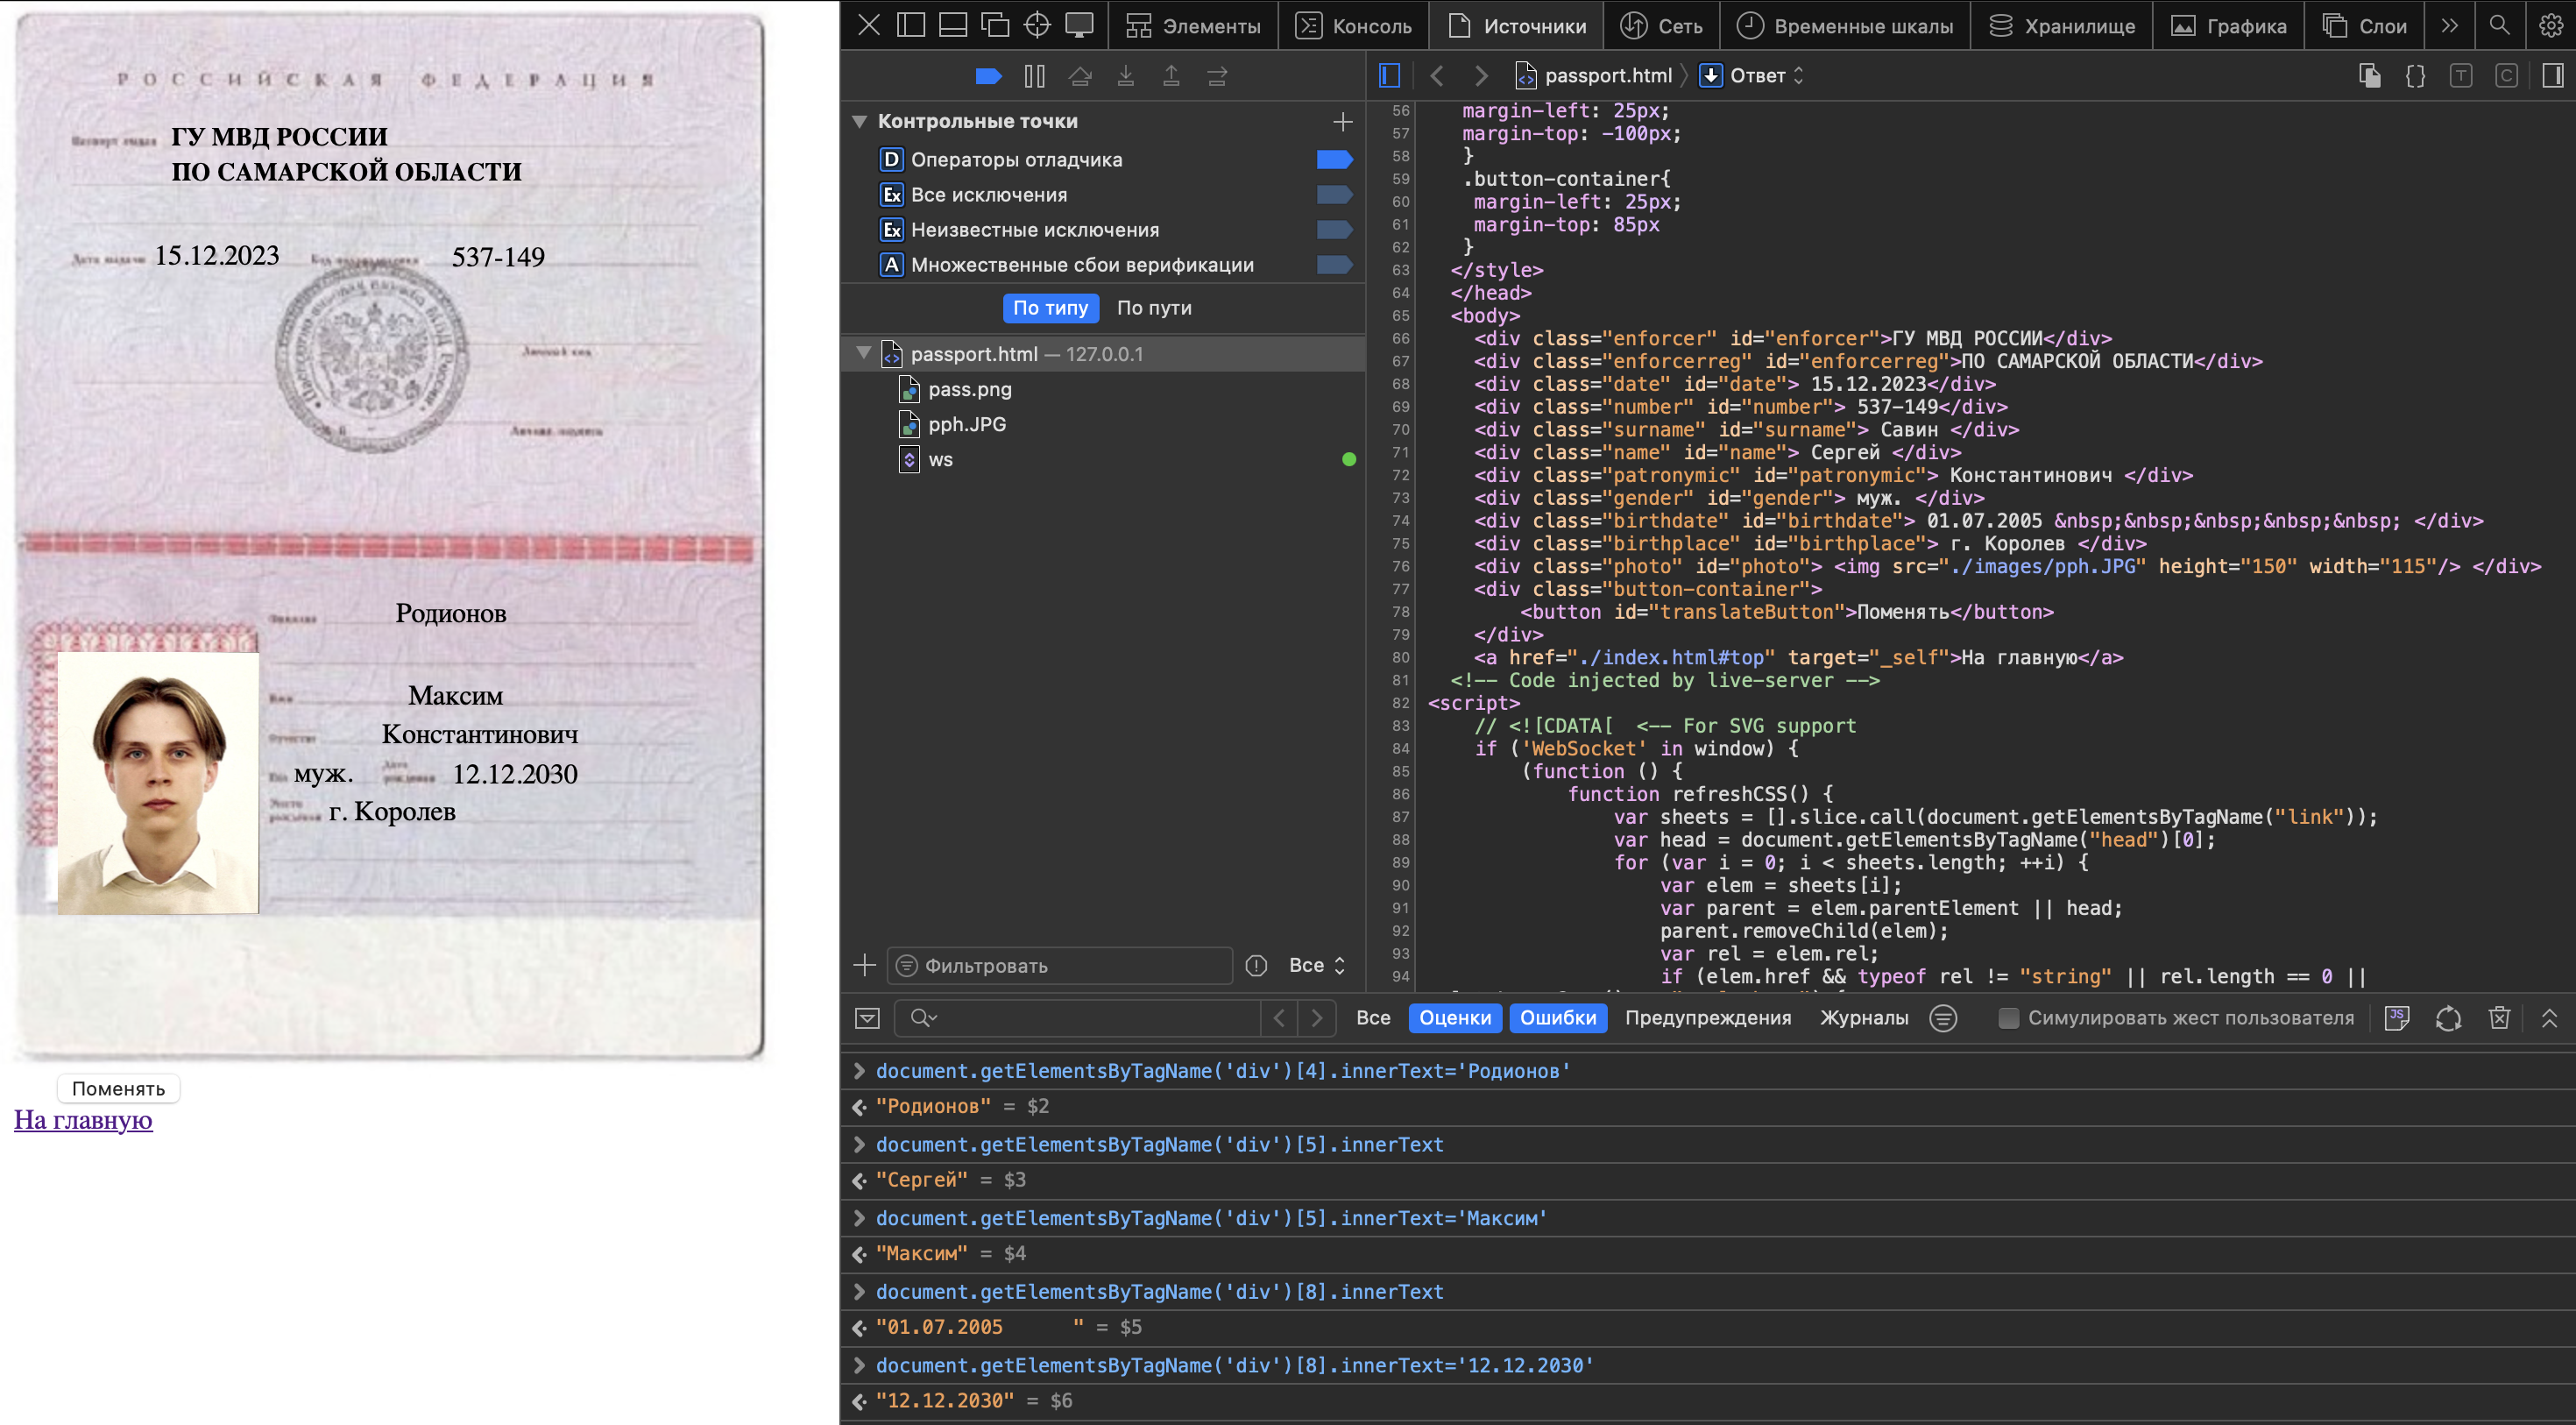 РОССИЙСКАЯ ФЕДЕРАЦИЯ
Паспорт выдан ГУ МВД РОССИИ
ПО САМАРСКОЙ ОБЛАСТИ
Дата выдачи 15.12.2023 Код подразделения 537-149
Личный код
Личная подпись
Фамилия Родионов
Имя Максим
Отчество Константинович
Пол муж. Дата рождения 12.12.2030
Место рождения г. Королев
Поменять
На главную
Элементы Консоль Источники Сеть Временные шкалы Хранилище Графика Слои
passport.html Ответ
Контрольные точки
D Операторы отладчика
Ex Все исключения
Ex Неизвестные исключения
A Множественные сбои верификации
По типу По пути
passport.html — 127.0.0.1
pass.png
pph.JPG
ws
Фильтровать Все
56 margin-left: 25px;
57 margin-top: -100px;
58 }
59 .button-container{
60 margin-left: 25px;
61 margin-top: 85px
62 }
63 </style>
64 </head>
65 <body>
66 <div class="enforcer" id="enforcer">ГУ МВД РОССИИ</div>
67 <div class="enforcerreg" id="enforcerreg">ПО САМАРСКОЙ ОБЛАСТИ</div>
68 <div class="date" id="date"> 15.12.2023</div>
69 <div class="number" id="number"> 537-149</div>
70 <div class="surname" id="surname"> Савин </div>
71 <div class="name" id="name"> Сергей </div>
72 <div class="patronymic" id="patronymic"> Константинович </div>
73 <div class="gender" id="gender"> муж. </div>
74 <div class="birthdate" id="birthdate"> 01.07.2005 &nbsp;&nbsp;&nbsp;&nbsp;&nbsp; </div>
75 <div class="birthplace" id="birthplace"> г. Королев </div>
76 <div class="photo" id="photo"> <img src="./images/pph.JPG" height="150" width="115"/> </div>
77 <div class="button-container">
78 <button id="translateButton">Поменять</button>
79 </div>
80 <a href="./index.html#top" target="_self">На главную</a>
81 <!-- Code injected by live-server -->
82 <script>
83 // <![CDATA[ <-- For SVG support
84 if ('WebSocket' in window) {
85 (function () {
86 function refreshCSS() {
87 var sheets = [].slice.call(document.getElementsByTagName("link"));
88 var head = document.getElementsByTagName("head")[0];
89 for (var i = 0; i < sheets.length; ++i) {
90 var elem = sheets[i];
91 var parent = elem.parentElement || head;
92 parent.removeChild(elem);
93 var rel = elem.rel;
94 if (elem.href && typeof rel != "string" || rel.length == 0 ||
Все Оценки Ошибки Предупреждения Журналы Симулировать жест пользователя
document.getElementsByTagName('div')[4].innerText='Родионов'
"Родионов" = $2
document.getElementsByTagName('div')[5].innerText
"Сергей" = $3
document.getElementsByTagName('div')[5].innerText='Максим'
"Максим" = $4
document.getElementsByTagName('div')[8].innerText
"01.07.2005 " = $5
document.getElementsByTagName('div')[8].innerText='12.12.2030'
"12.12.2030" = $6